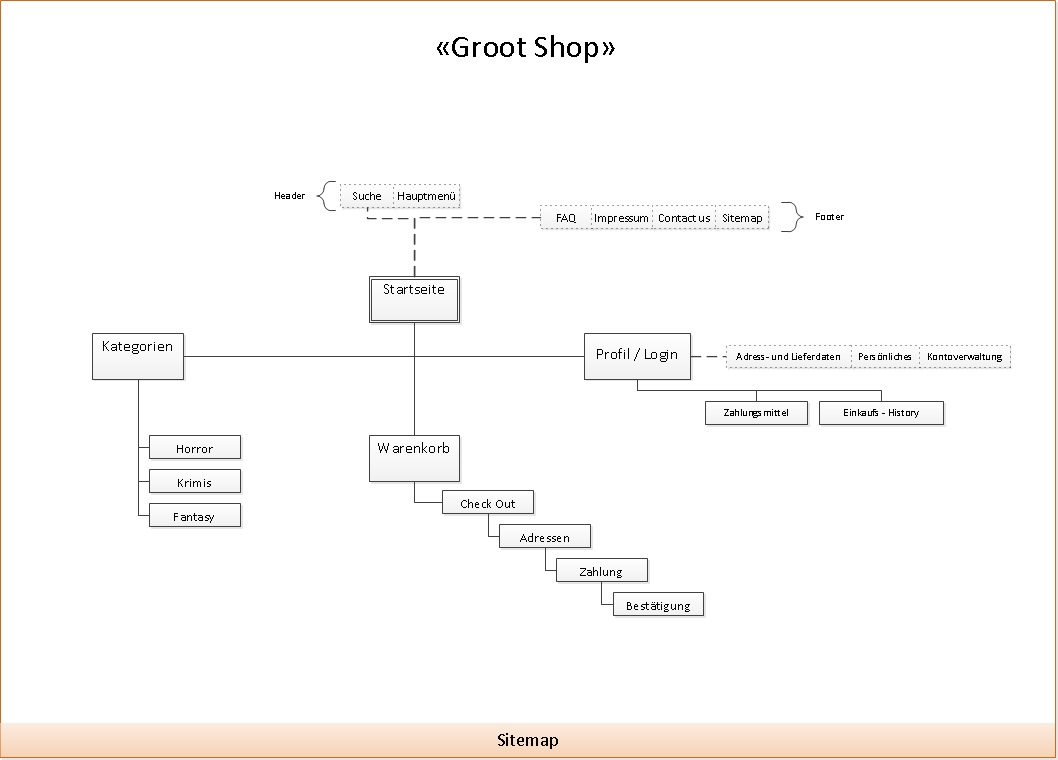 «Groot Shop»
Header
Suche Hauptmenü
FAQ Impressum Contact us Sitemap
Footer
Startseite
Kategorien
Profil / Login
Adress- und Lieferdaten Persönliches Kontoverwaltung
Zahlungsmittel
Einkaufs - History
Horror
Krimis
Fantasy
Warenkorb
Check Out
Adressen
Zahlung
Bestätigung
Sitemap